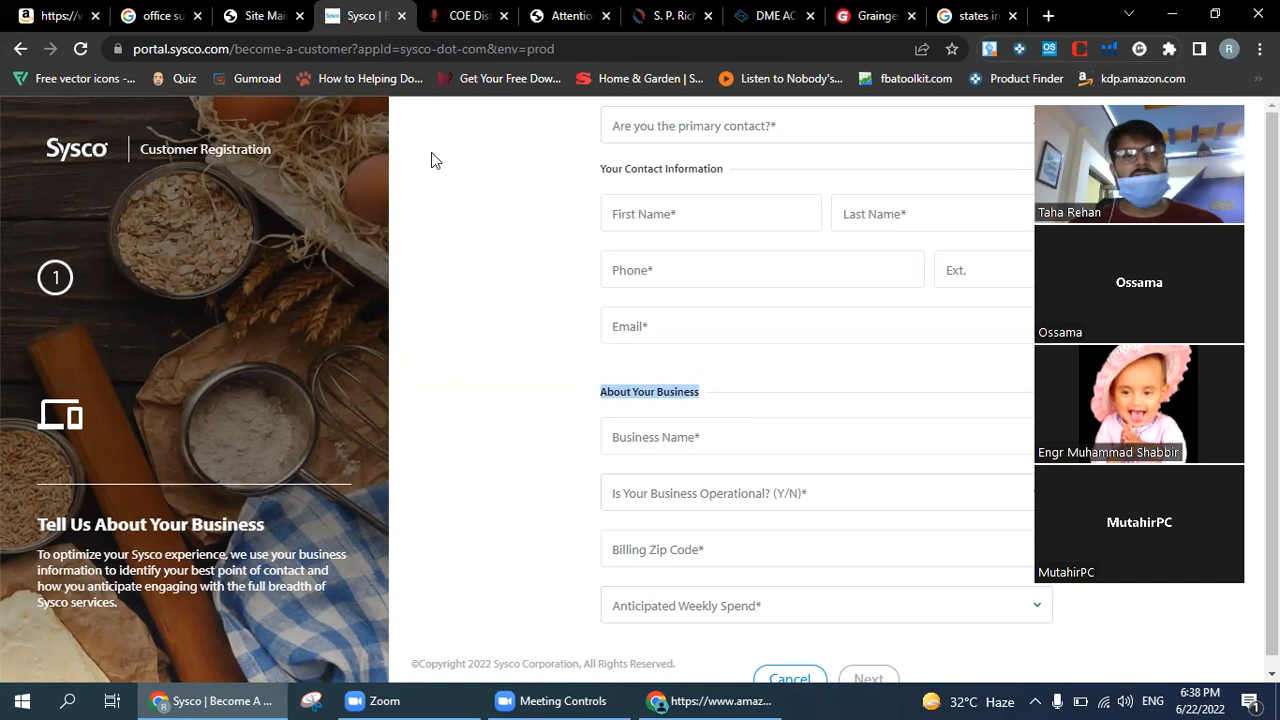 https://w
office su
Site Mai
Sysco | B
COE Dis
Attentio
S. P. Rich
DME AC
Grainge
states in
portal.sysco.com/become-a-customer?appId=sysco-dot-com&env=prod
R
Free vector icons -...
Quiz
Gumroad
How to Helping Do...
Get Your Free Dow...
Home & Garden | S...
Listen to Nobody's...
fbatoolkit.com
Product Finder
kdp.amazon.com
Sysco
Customer Registration
1
Tell Us About Your Business
To optimize your Sysco experience, we use your business
information to identify your best point of contact and
how you anticipate engaging with the full breadth of
Sysco services.
Are you the primary contact?*
Your Contact Information
First Name*
Last Name*
Phone*
Ext.
Email*
About Your Business
Business Name*
Is Your Business Operational? (Y/N)*
Billing Zip Code*
Anticipated Weekly Spend*
©Copyright 2022 Sysco Corporation, All Rights Reserved.
Cancel
Next
Taha Rehan
Ossama
Ossama
Engr Muhammad Shabbir
MutahirPC
MutahirPC
Sysco | Become A ...
Zoom
Meeting Controls
https://www.amaz...
32°C Haze
ENG
6:38 PM
6/22/2022